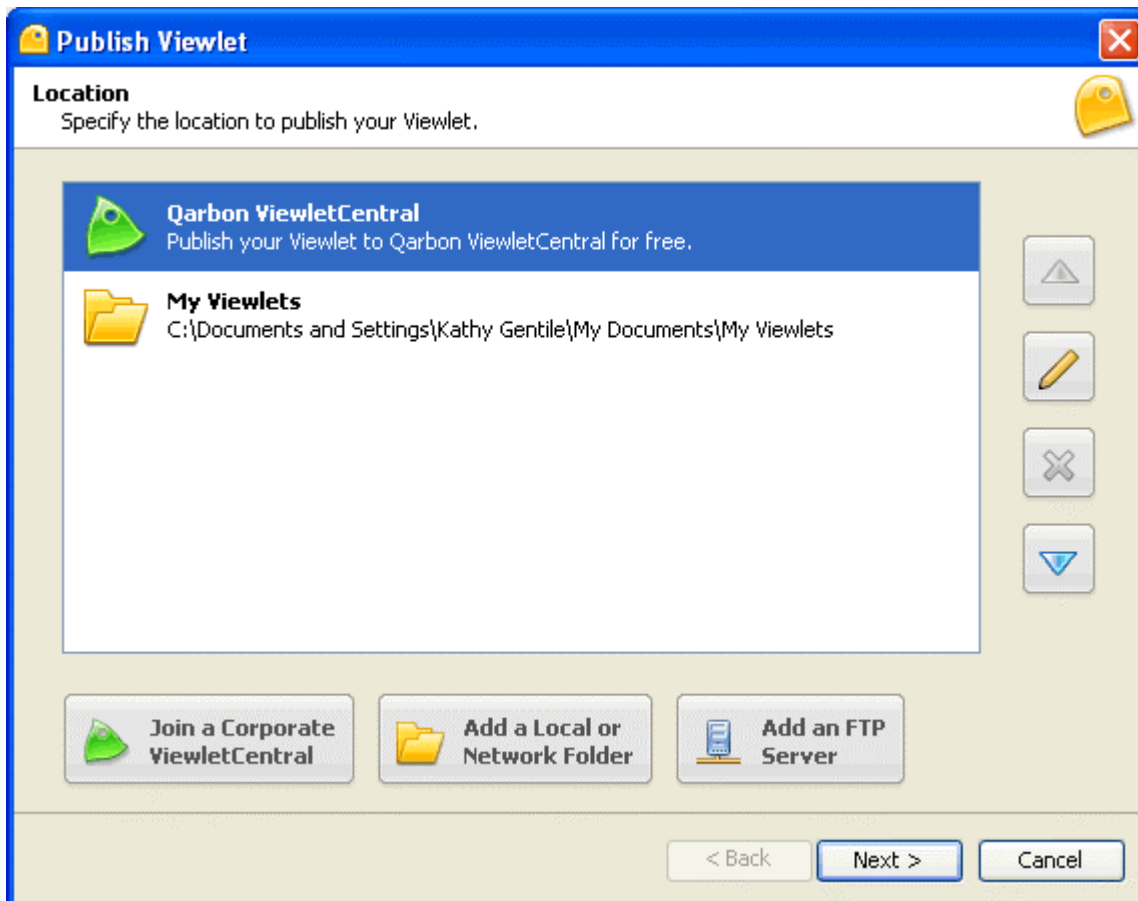 Publish Viewlet
Location
Specify the location to publish your Viewlet.
Qarbon ViewletCentral
Publish your Viewlet to Qarbon ViewletCentral for free.
My Viewlets
C:\Documents and Settings\Kathy Gentile\My Documents\My Viewlets
Join a Corporate
ViewletCentral
Add a Local or
Network Folder
Add an FTP
Server
< Back
Next >
Cancel